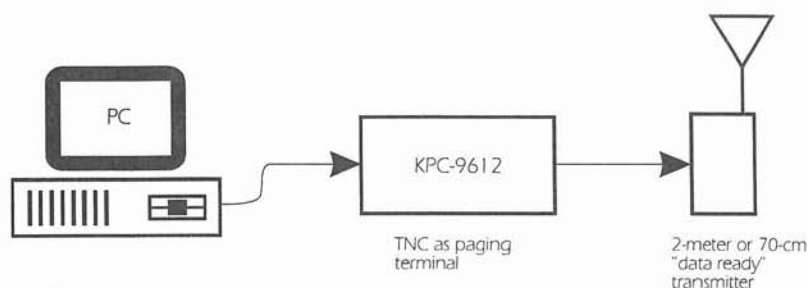 PC
KPC-9612
TNC as paging
terminal
2-meter or 70-cm
"data ready"
transmitter